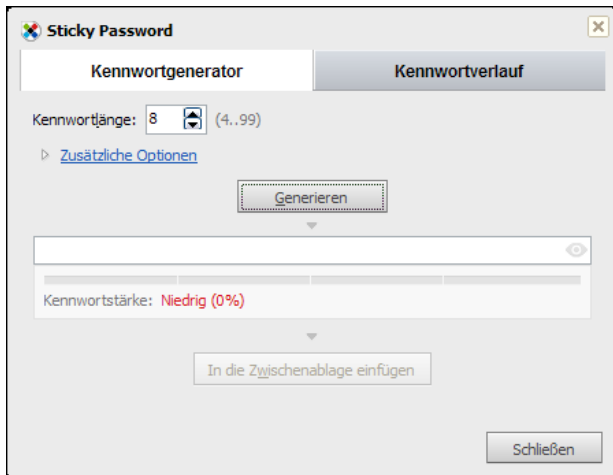 Sticky Password
Kennwortgenerator Kennwortverlauf
Kennwortlänge: 8 (4..99)
Zusätzliche Optionen
Generieren
Kennwortstärke: Niedrig (0%)
In die Zwischenablage einfügen
Schließen